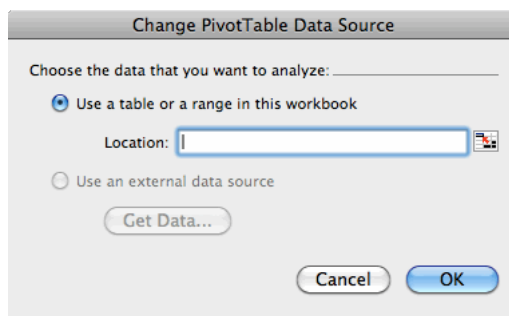 Change PivotTable Data Source
Choose the data that you want to analyze:
Use a table or a range in this workbook
Location:
Use an external data source
Get Data...
Cancel OK